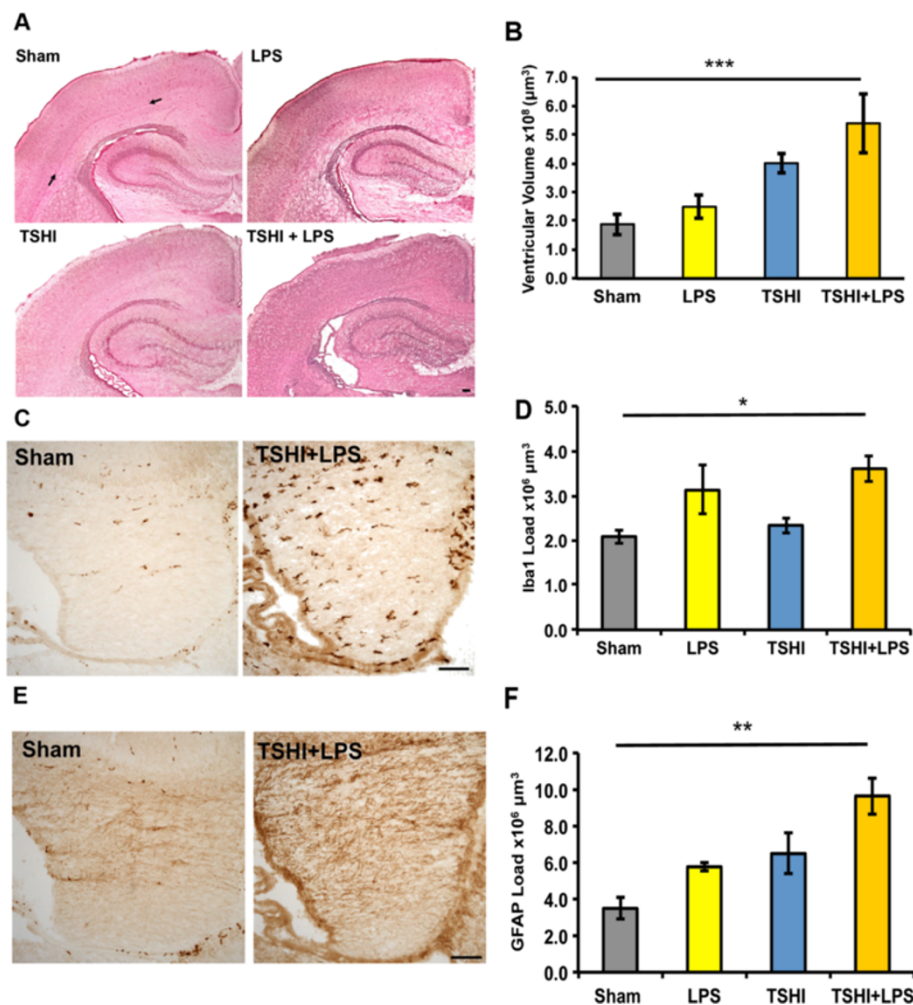 A
Sham
LPS
TSHI
TSHI + LPS
B
***
Ventricular Volume x10⁸ (µm³)
8.0
7.0
6.0
5.0
4.0
3.0
2.0
1.0
0.0
Sham
LPS
TSHI
TSHI+LPS
C
Sham
TSHI+LPS
D
*
Iba1 Load x10⁶ µm³
5.0
4.0
3.0
2.0
1.0
0.0
Sham
LPS
TSHI
TSHI+LPS
E
Sham
TSHI+LPS
F
**
GFAP Load x10⁶ µm³
12.0
10.0
8.0
6.0
4.0
2.0
0.0
Sham
LPS
TSHI
TSHI+LPS